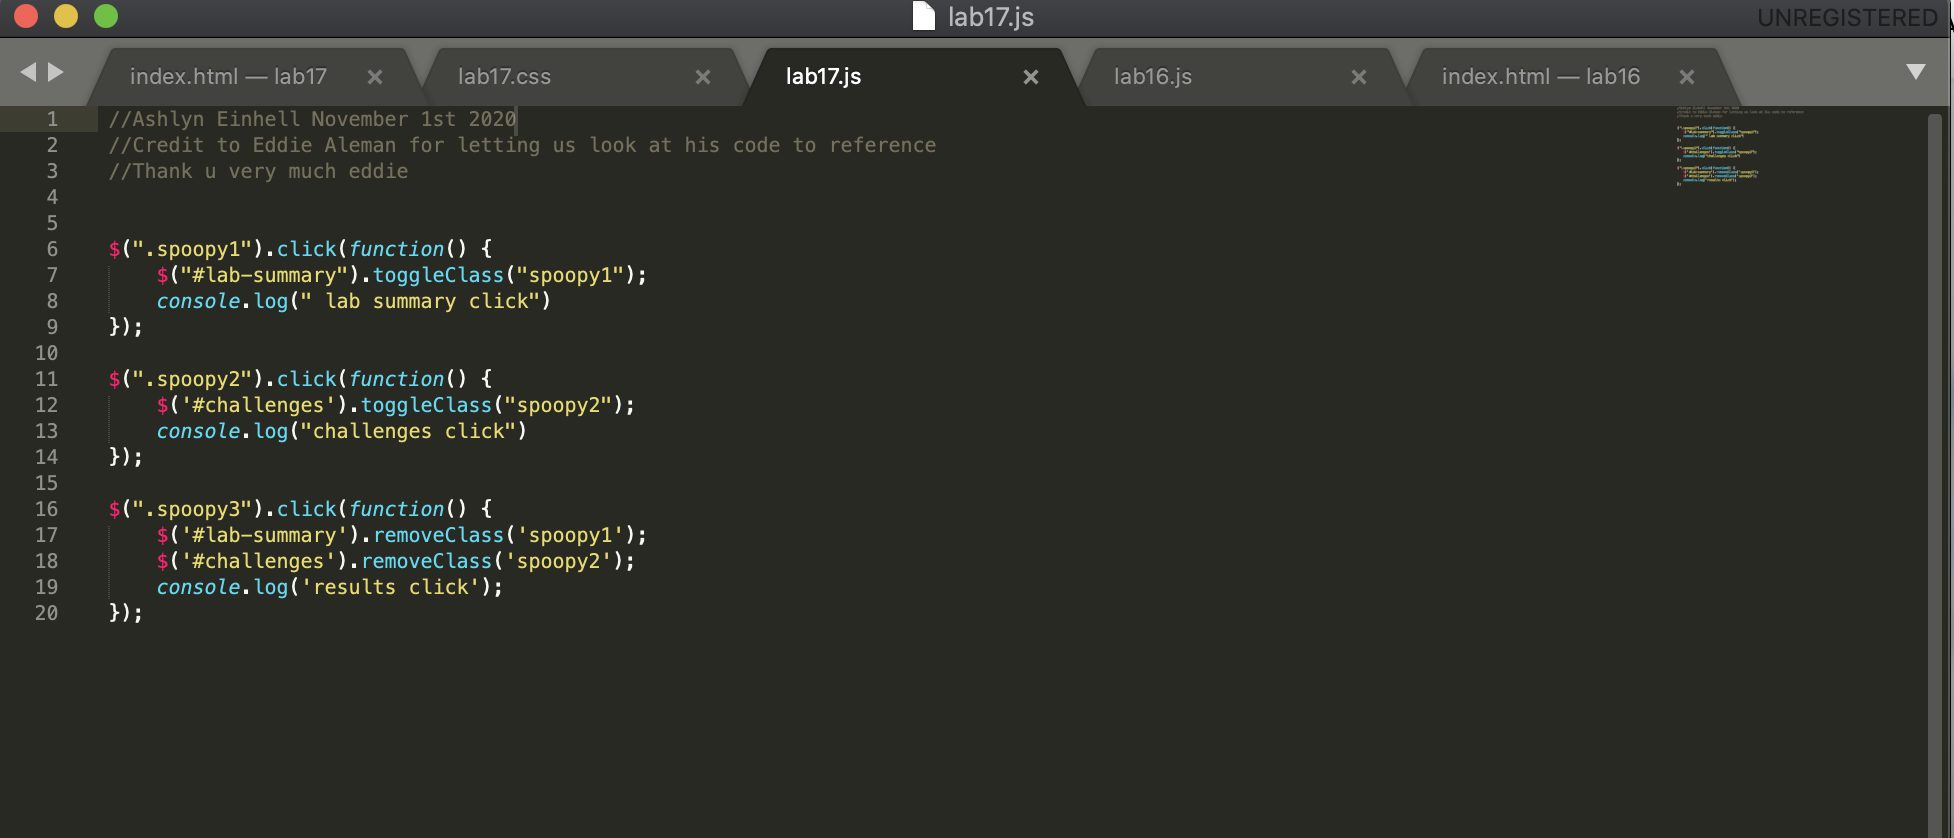 lab17.js
UNREGISTERED
index.html — lab17 ×
lab17.css ×
lab17.js ×
lab16.js ×
index.html — lab16 ×
1 //Ashlyn Einhell November 1st 2020
2 //Credit to Eddie Aleman for letting us look at his code to reference
3 //Thank u very much eddie
4
5
6 $(".spoopy1").click(function() {
7     $("#lab-summary").toggleClass("spoopy1");
8     console.log(" lab summary click")
9 });
10
11 $(".spoopy2").click(function() {
12     $('#challenges').toggleClass("spoopy2");
13     console.log("challenges click")
14 });
15
16 $(".spoopy3").click(function() {
17     $('#lab-summary').removeClass('spoopy1');
18     $('#challenges').removeClass('spoopy2');
19     console.log('results click');
20 });